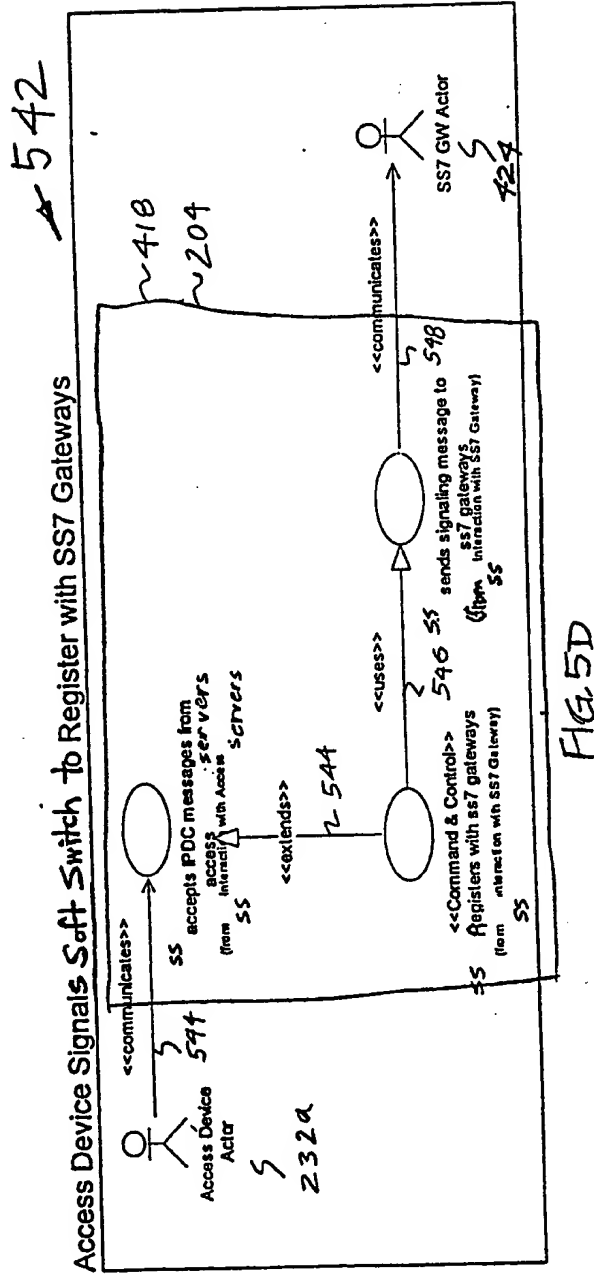 542
Access Device Signals Soft Switch to Register with SS7 Gateways
418
204
<<communicates>>
544
Access Device
Actor
232a
SS
accepts IPDC messages from
access servers
(from Interaction with Access servers
SS
<<extends>>
544
<<Command & Control>>
SS Registers with ss7 gateways
(from interaction with SS7 Gateway)
SS
<<uses>>
546
SS sends signaling message to
ss7 gateways
(from Interaction with SS7 Gateway)
SS
<<communicates>>
548
SS7 GW Actor
424
FIG. 5D